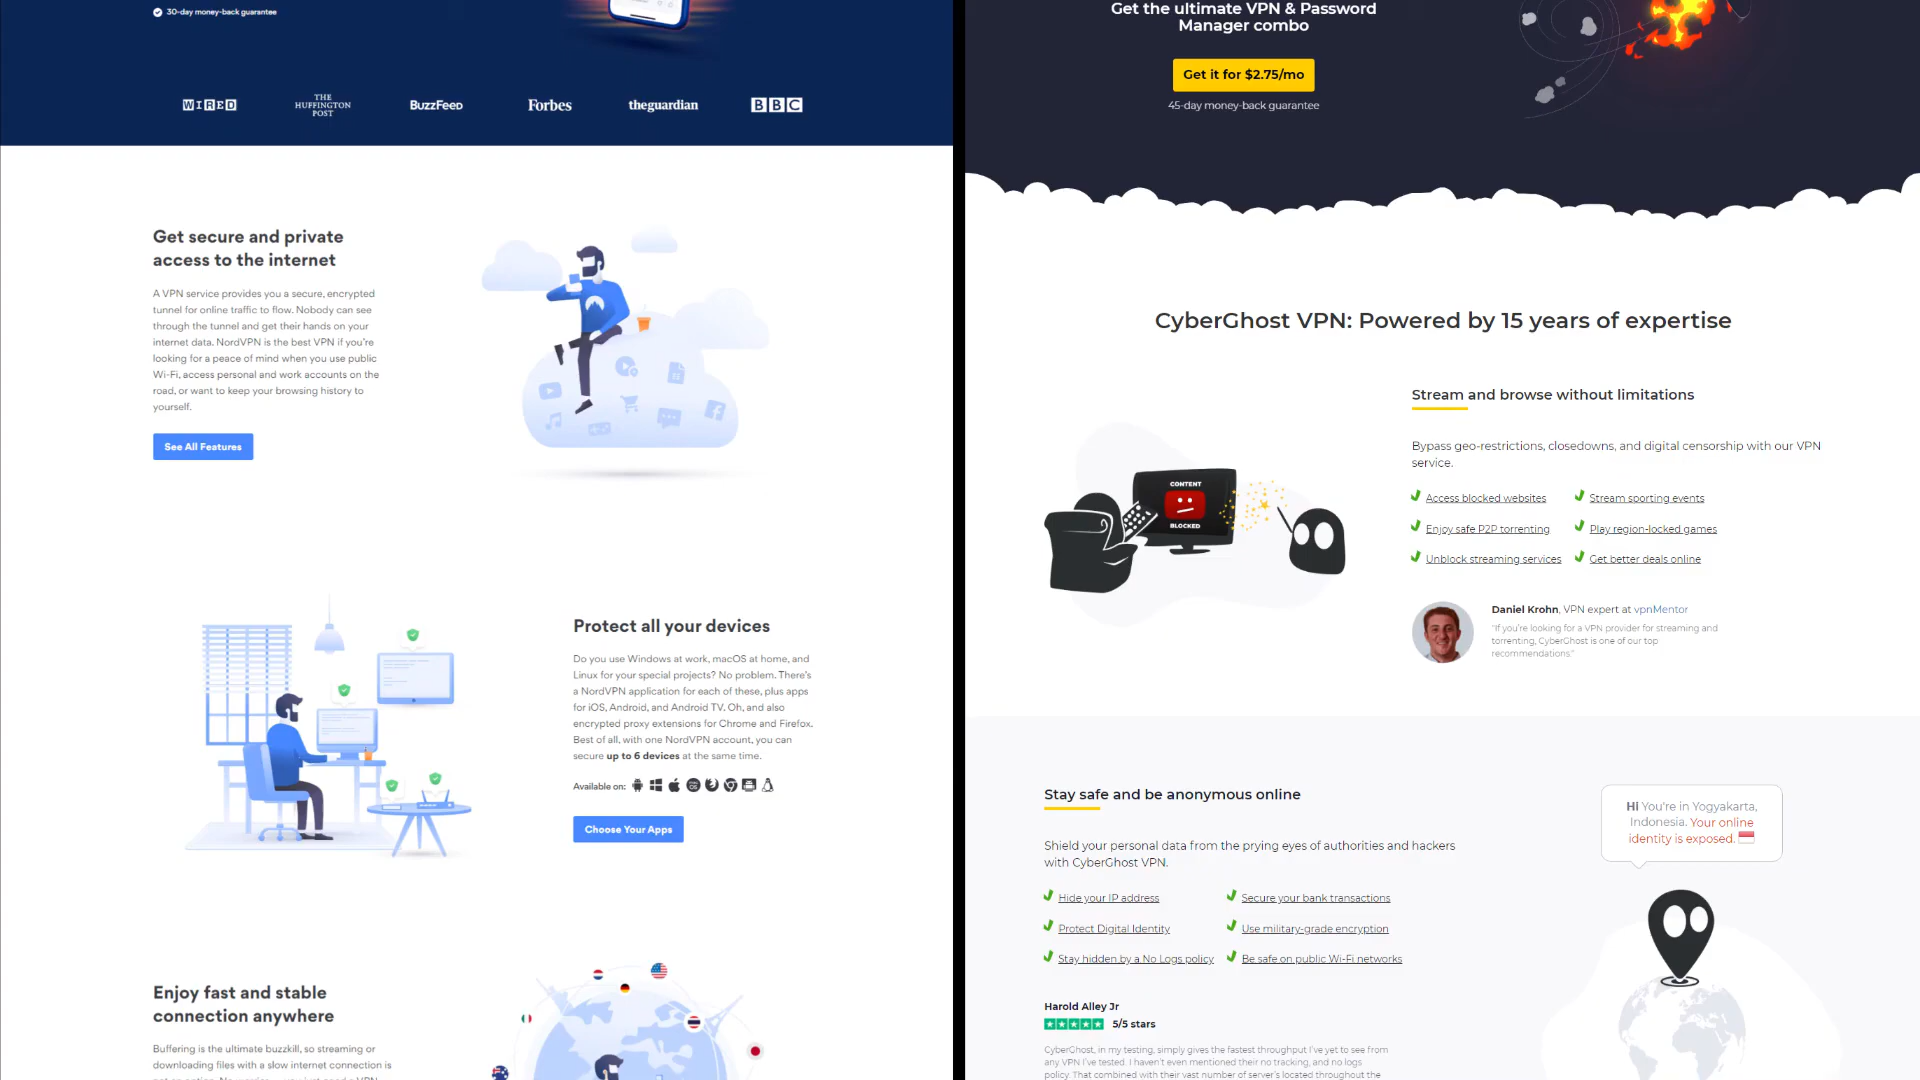 30-day money-back guarantee
WIRED
THE
HUFFINGTON
POST
BuzzFeed
Forbes
theguardian
BBC
Get secure and private
access to the internet
A VPN service provides you a secure, encrypted
tunnel for online traffic to flow. Nobody can see
through the tunnel and get their hands on your
internet data. NordVPN is the best VPN if you're
looking for a peace of mind when you use public
Wi-Fi, access personal and work accounts on the
road, or want to keep your browsing history to
yourself.
See All Features
Protect all your devices
Do you use Windows at work, macOS at home, and
Linux for your special projects? No problem. There's
a NordVPN application for each of these, plus apps
for iOS, Android, and Android TV. Oh, and also
encrypted proxy extensions for Chrome and Firefox.
Best of all, with one NordVPN account, you can
secure up to 6 devices at the same time.
Available on:
Choose Your Apps
Enjoy fast and stable
connection anywhere
Buffering is the ultimate buzzkill, so streaming or
downloading files with a slow internet connection is
Get the ultimate VPN & Password
Manager combo
Get it for $2.75/mo
45-day money-back guarantee
CyberGhost VPN: Powered by 15 years of expertise
CONTENT
BLOCKED
Stream and browse without limitations
Bypass geo-restrictions, closedowns, and digital censorship with our VPN
service.
Access blocked websites
Stream sporting events
Enjoy safe P2P torrenting
Play region-locked games
Unblock streaming services
Get better deals online
Daniel Krohn, VPN expert at vpnMentor
"If you're looking for a VPN provider for streaming and
torrenting, CyberGhost is one of our top
recommendations."
Stay safe and be anonymous online
Shield your personal data from the prying eyes of authorities and hackers
with CyberGhost VPN.
Hide your IP address
Secure your bank transactions
Protect Digital Identity
Use military-grade encryption
Stay hidden by a No Logs policy
Be safe on public Wi-Fi networks
Hi You're in Yogyakarta,
Indonesia. Your online
identity is exposed.
Harold Alley Jr
5/5 stars
CyberGhost, in my testing, simply gives the fastest throughput I've yet to see from
any VPN I've tested. I haven't even mentioned their no tracking, and no logs
policy. That combined with their vast number of server's located throughout the